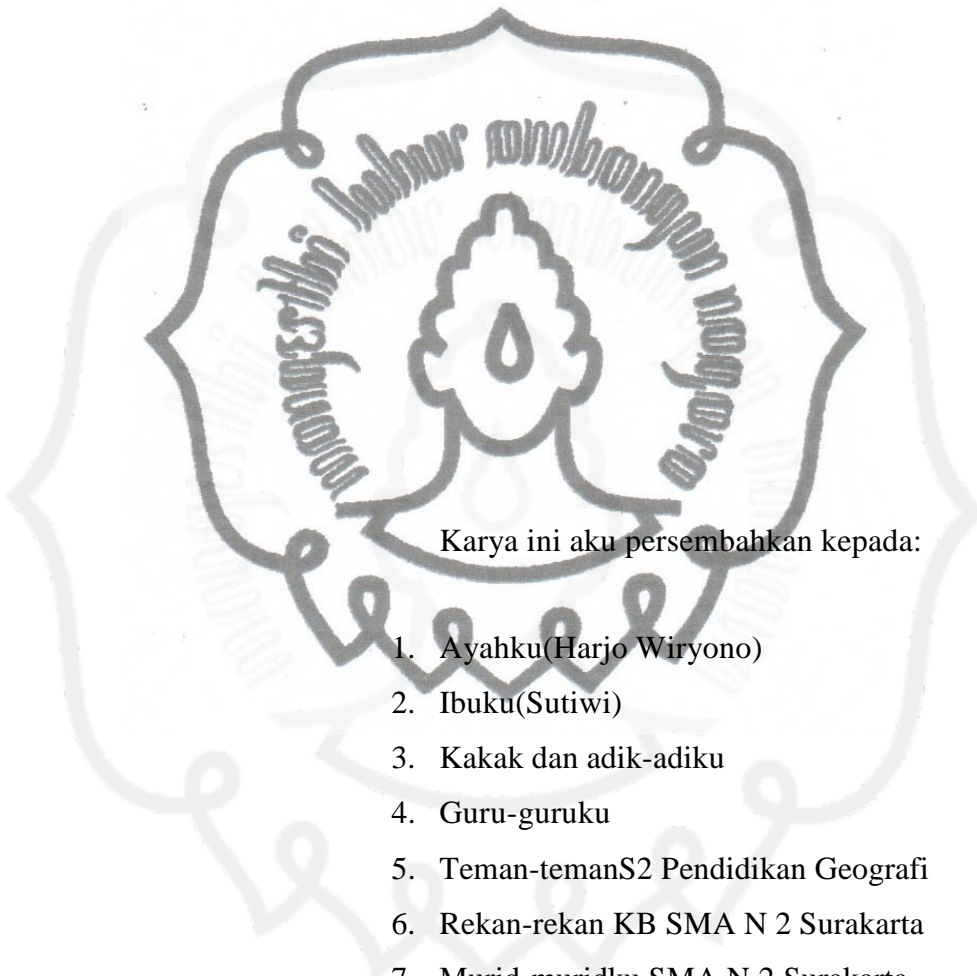 Karya ini aku persembahkan kepada:
1. Ayahku(Harjo Wiryono)
2. Ibuku(Sutiwi)
3. Kakak dan adik-adiku
4. Guru-guruku
5. Teman-temanS2 Pendidikan Geografi
6. Rekan-rekan KB SMA N 2 Surakarta
7. Murid-muridku SMA N 2 Surakarta